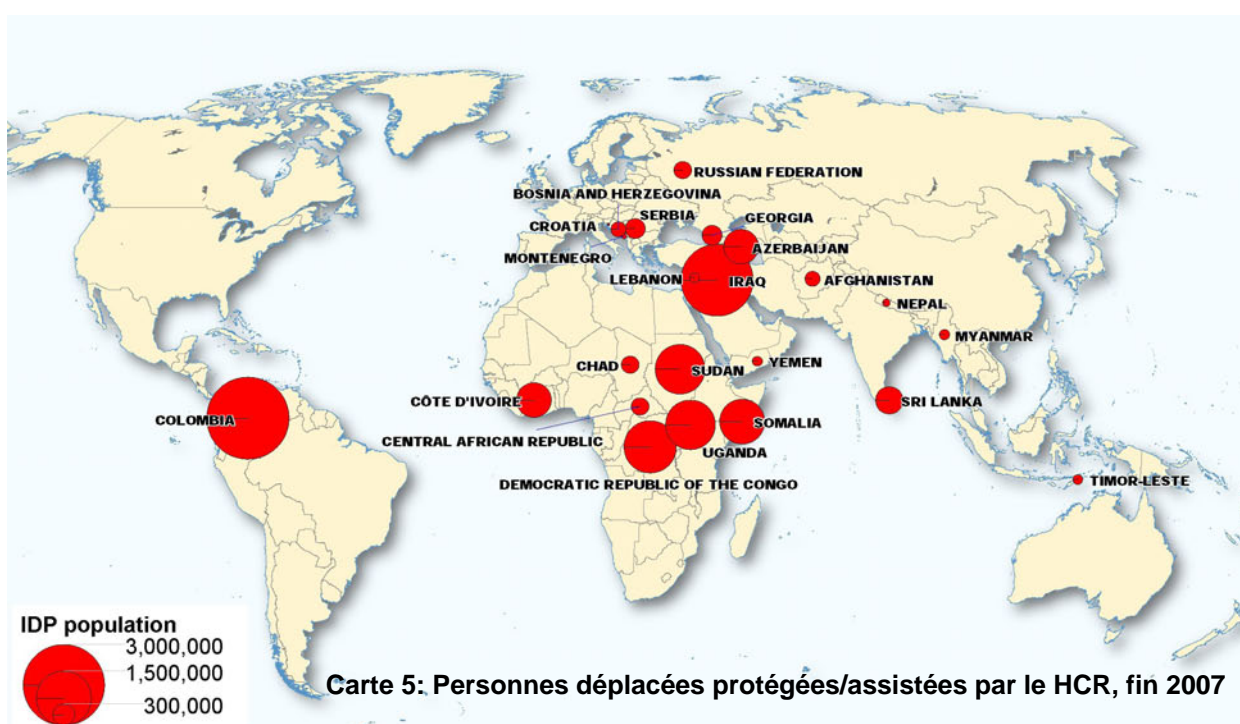 RUSSIAN FEDERATION
BOSNIA AND HERZEGOVINA
SERBIA
GEORGIA
CROATIA
AZERBAIJAN
MONTENEGRO
LEBANON
IRAQ
AFGHANISTAN
NEPAL
MYANMAR
CHAD
SUDAN
YEMEN
CÔTE D'IVOIRE
SRI LANKA
COLOMBIA
SOMALIA
CENTRAL AFRICAN REPUBLIC
UGANDA
DEMOCRATIC REPUBLIC OF THE CONGO
TIMOR-LESTE
IDP population
3,000,000
1,500,000
300,000
Carte 5: Personnes déplacées protégées/assistées par le HCR, fin 2007